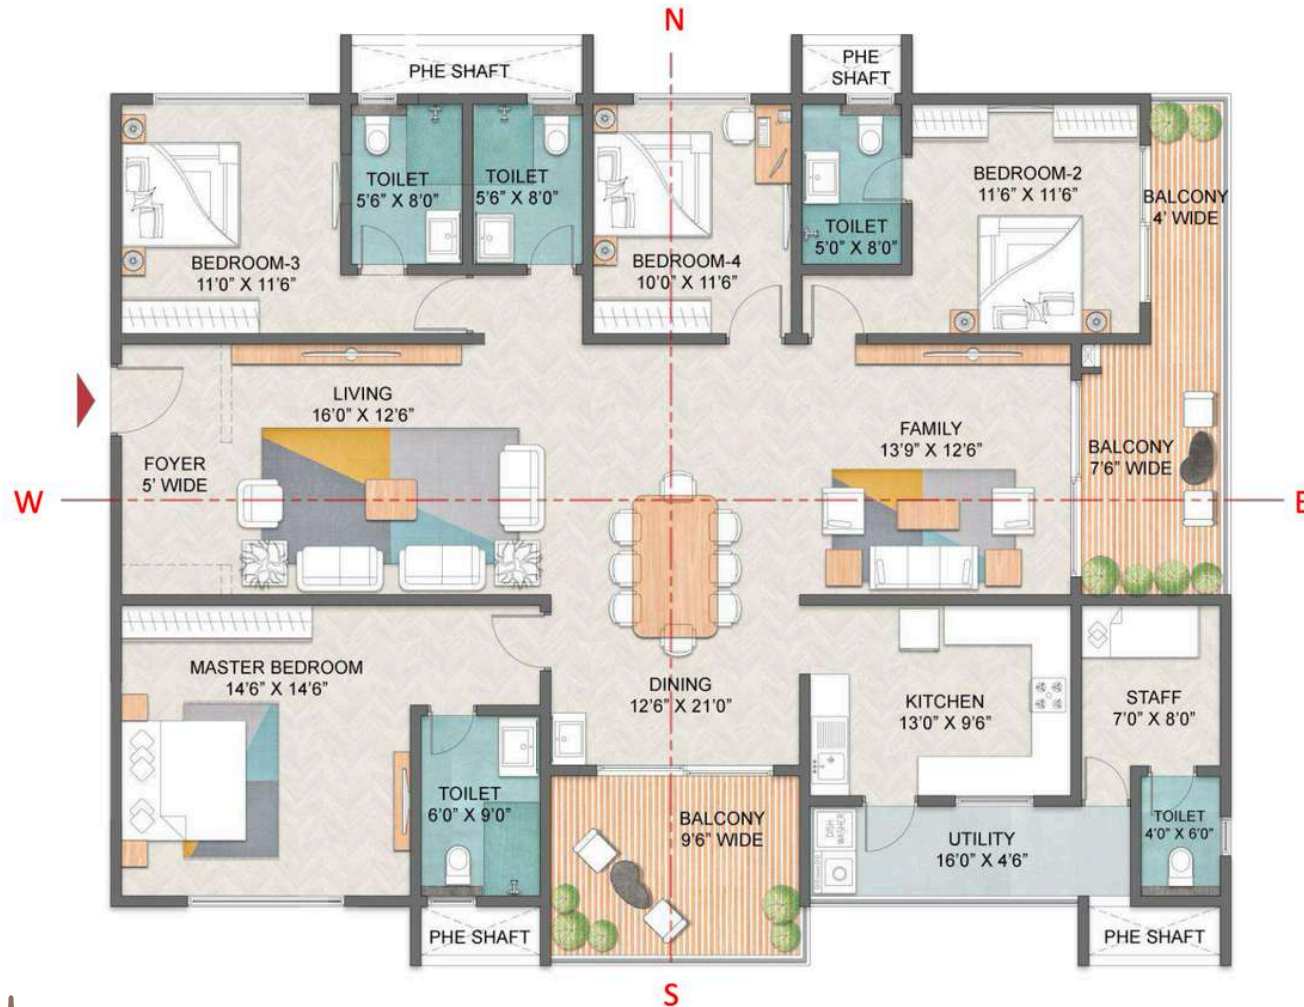 N
PHE SHAFT
PHE
SHAFT
TOILET
5'6" X 8'0"
TOILET
5'6" X 8'0"
BEDROOM-2
11'6" X 11'6"
BALCONY
4' WIDE
TOILET
5'0" X 8'0"
BEDROOM-3
11'0" X 11'6"
BEDROOM-4
10'0" X 11'6"
LIVING
16'0" X 12'6"
FAMILY
13'9" X 12'6"
BALCONY
7'6" WIDE
FOYER
5' WIDE
W
E
MASTER BEDROOM
14'6" X 14'6"
DINING
12'6" X 21'0"
KITCHEN
13'0" X 9'6"
STAFF
7'0" X 8'0"
TOILET
6'0" X 9'0"
BALCONY
9'6" WIDE
DISH
WASHER
UTILITY
16'0" X 4'6"
TOILET
4'0" X 6'0"
PHE SHAFT
PHE SHAFT
S